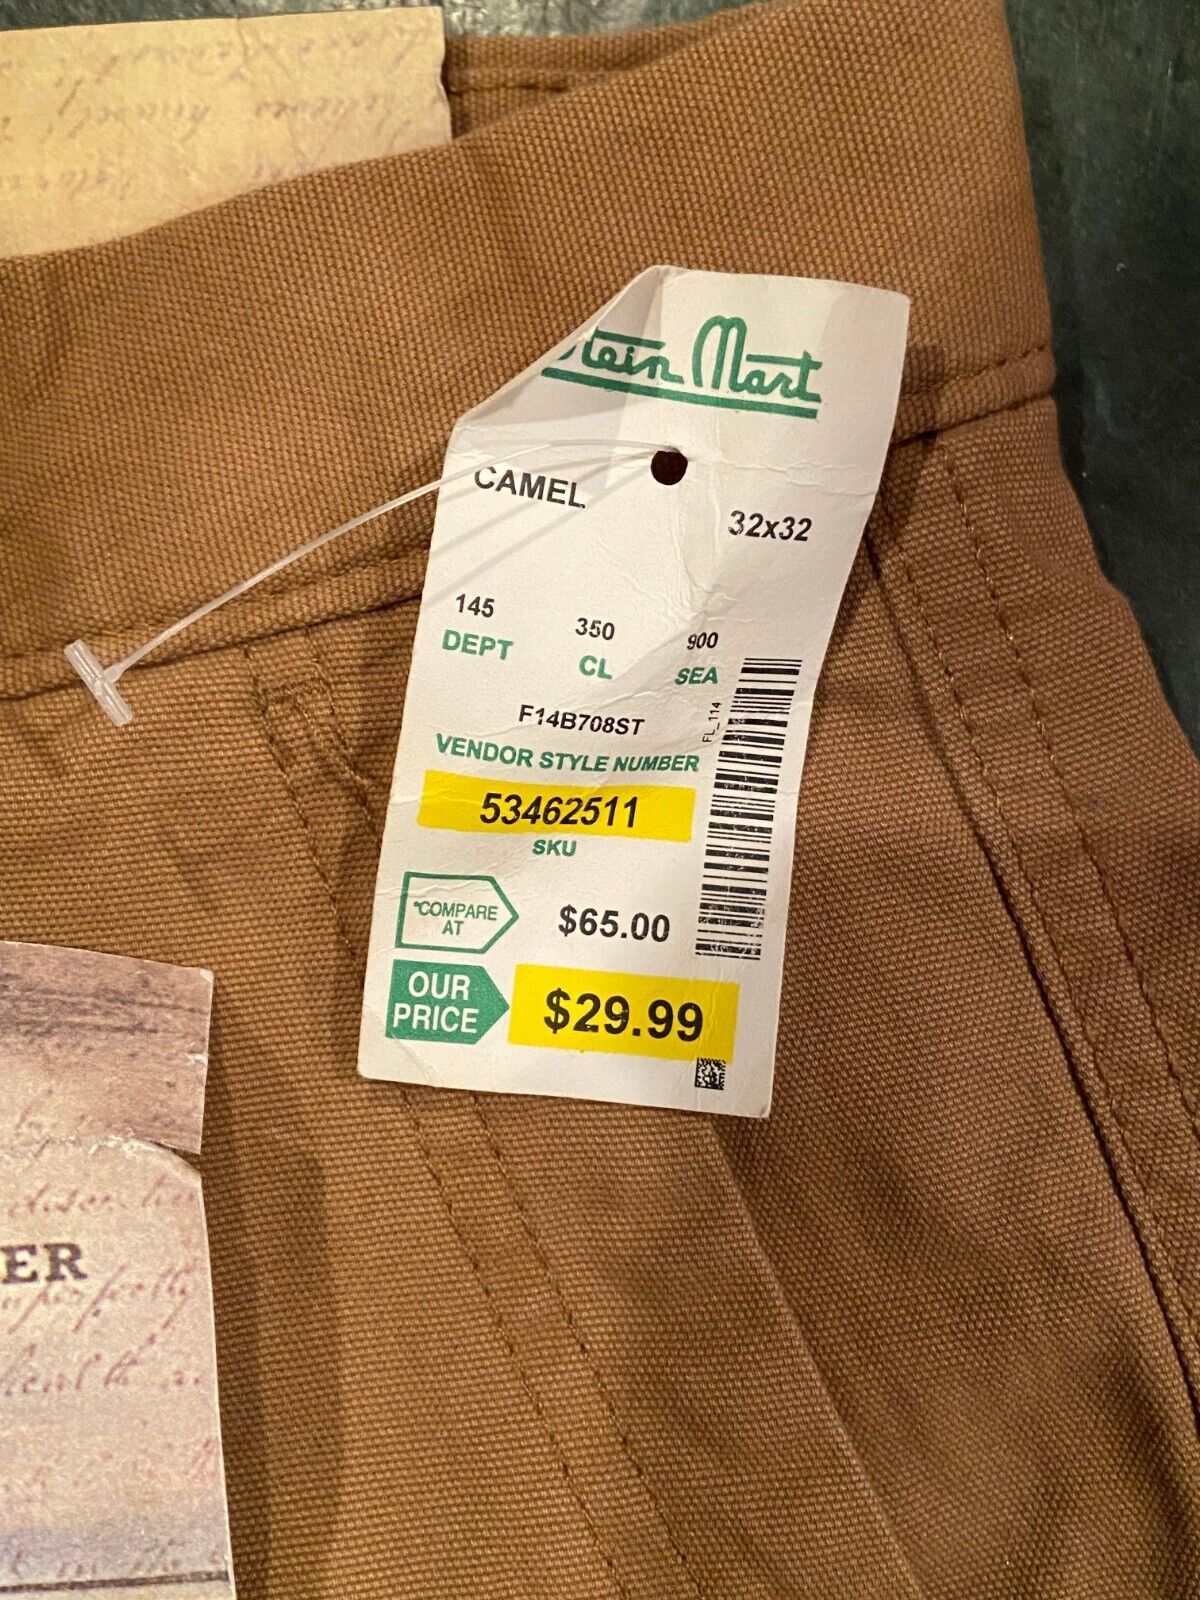 Stein Mart
CAMEL
32x32
145 350 900
DEPT CL SEA
F14B708ST
VENDOR STYLE NUMBER
FL_114
53462511
SKU
*COMPARE
AT
$65.00
OUR
PRICE
$29.99
ER